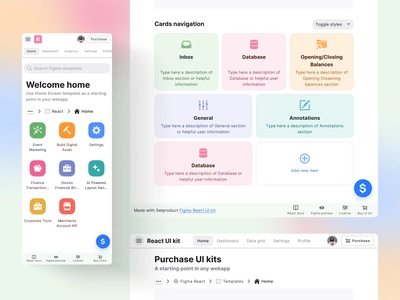 Purchase
Home
Dashboard
Analytics
Settings
Profile
Search Figma templates
Welcome home
Use Home Screen template as a starting
point in your webapp
React
Home
Event
Marketing
Build Digital
Asset
Settings
Finance
Transaction...
Stocks
Financial Bl...
AI Powered
Layout Gen...
Corporate Tools
Merchants
Account API
React docs
Figma preview
License
Buy UI kit
Cards navigation
Toggle styles
Inbox
Type here a description of
Inbox section or helpful
user information
Database
Type here a description of
Database or helpful user
information
Opening/Closing
Balances
Type here a description of
Opening Closeing
balances section
General
Type here a description of General section
or helpful user information
Annotations
Type here a description of
Annotations section
Database
Type here a description of Database or
helpful user information
Add new item
Made with Setproduct Figma React UI kit
React docs
Figma preview
License
Buy UI kit
React UI kit
Home
Dashboard
Data grid
Settings
Profile
Purchase
Purchase UI kits
A starting point in any webapp
Figma React
Templates
Home